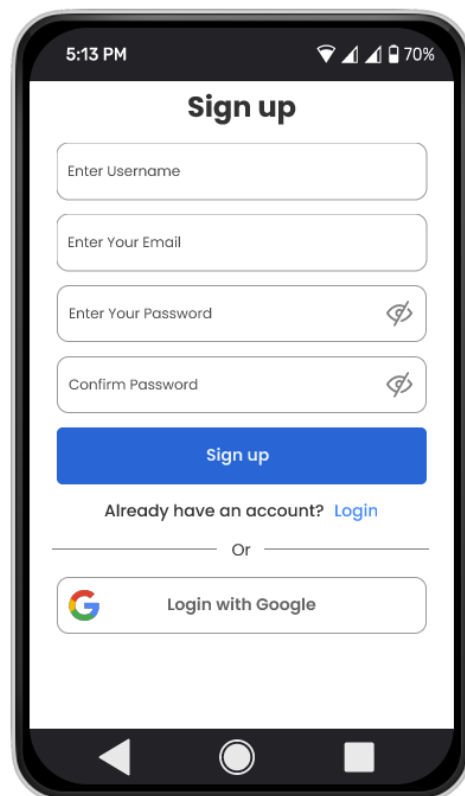 5:13 PM 70%
Sign up
Enter Username
Enter Your Email
Enter Your Password
Confirm Password
Sign up
Already have an account? Login
Or
Login with Google